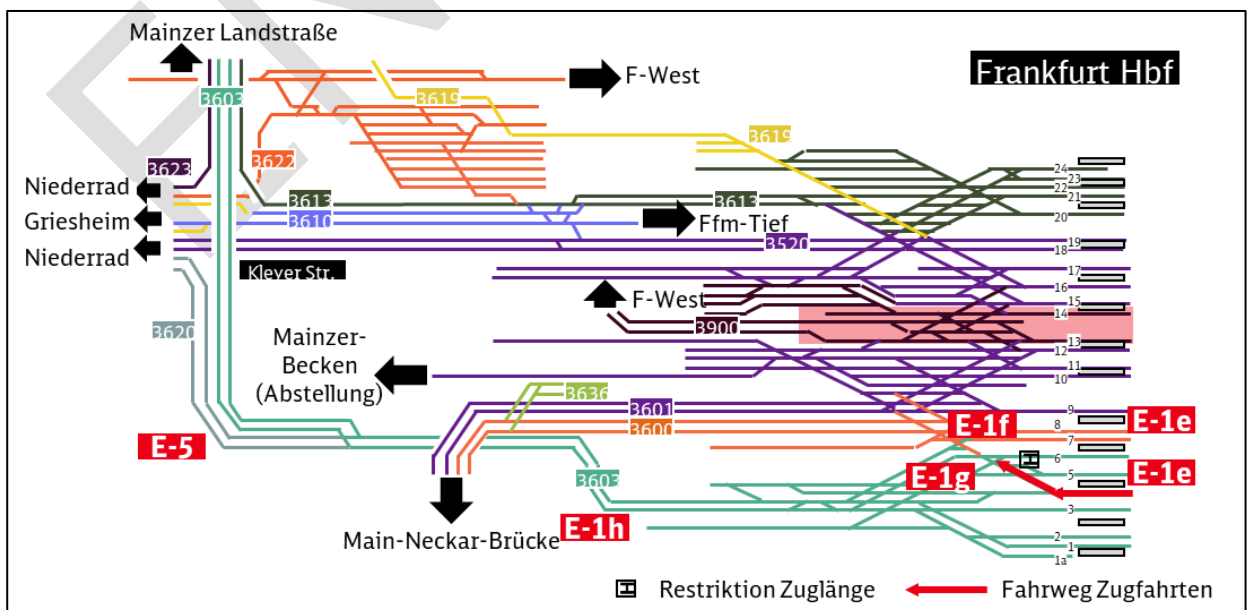 Mainzer Landstraße
F-West
Frankfurt Hbf
3603
3619
3619
3623
3622
Niederrad
3613
3613
Griesheim
3610
Ffm-Tief
Niederrad
3520
Klever Str.
F-West
3620
3900
Mainzer-
Becken
(Abstellung)
3636
3601
3600
E-5
E-1f
E-1e
E-1g
E-1e
3603
E-1h
Main-Neckar-Brücke
24
23
22
21
20
19
18
17
16
15
14
13
12
11
10
9
8
7
6
5
3
2
1
1a
H
Restriktion Zuglänge
Fahrweg Zugfahrten